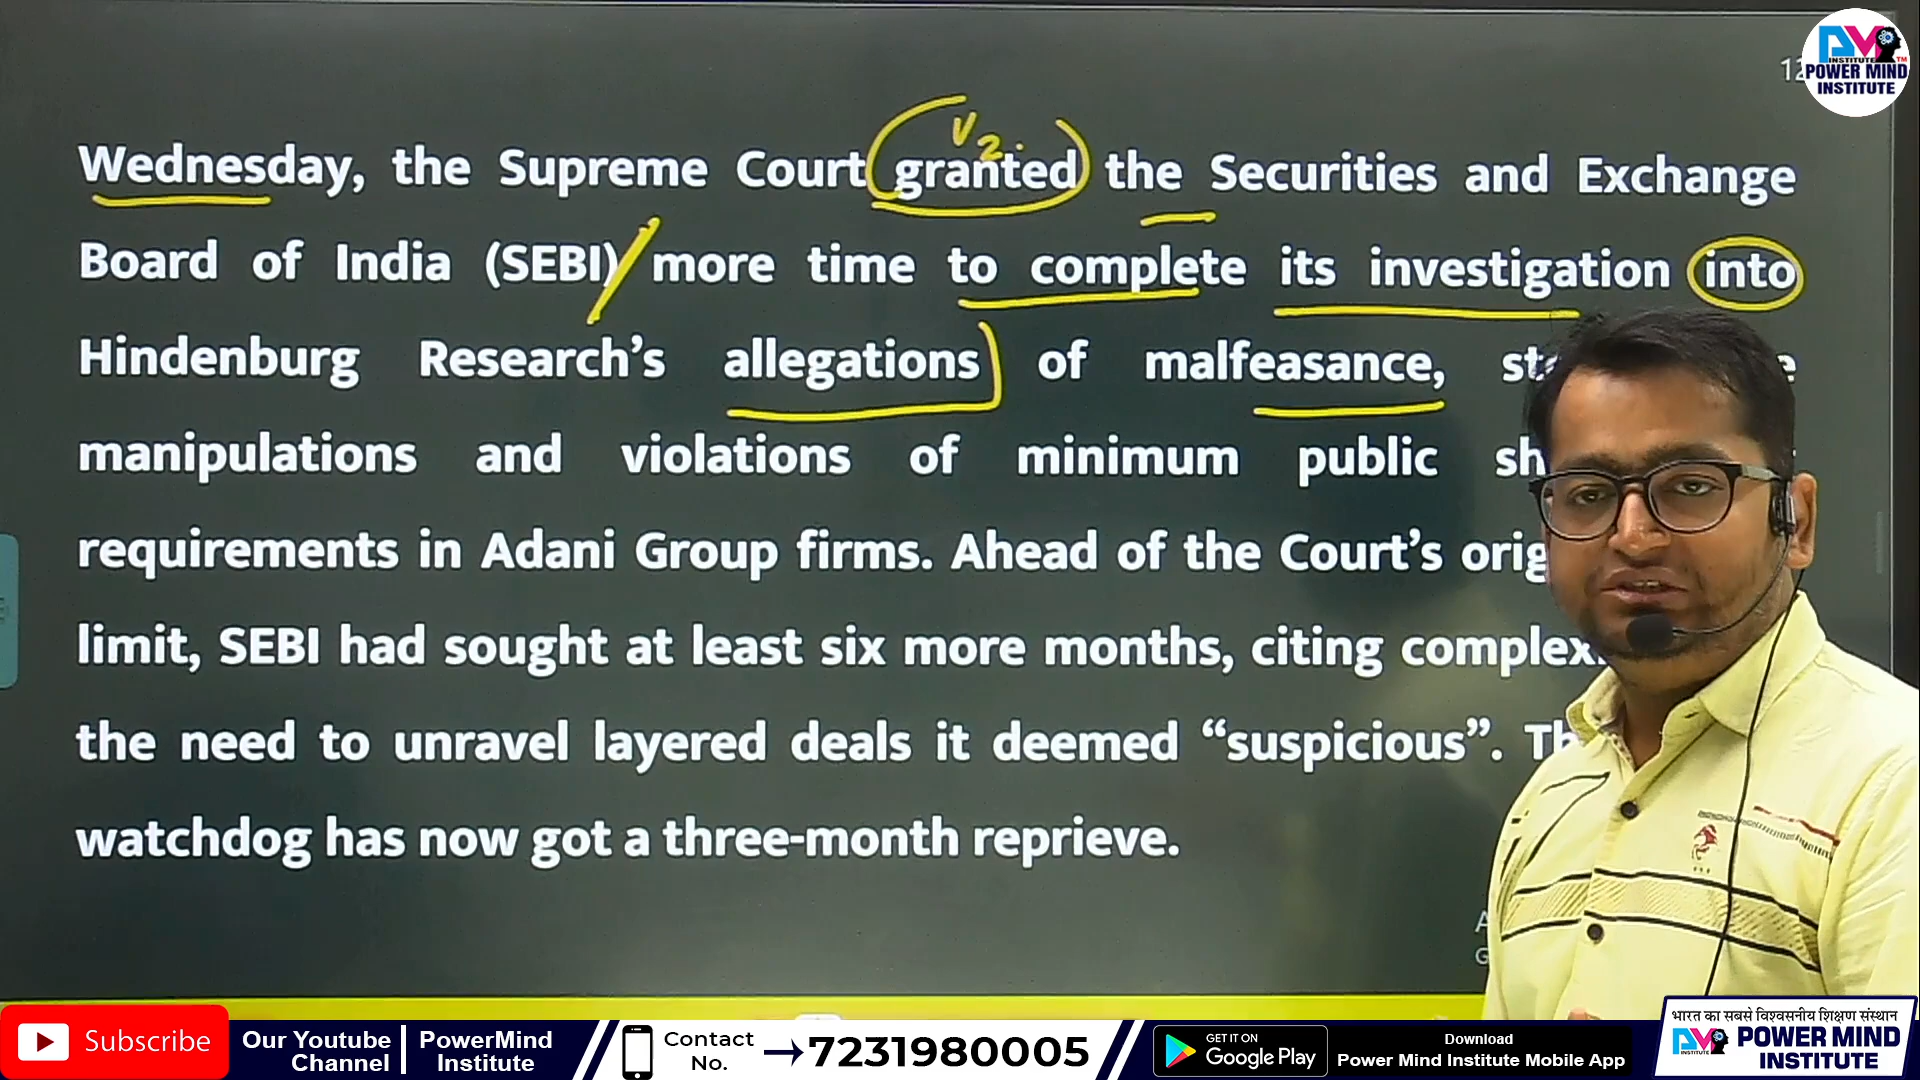 12
POWER MIND
INSTITUTE
V2.
Wednesday, the Supreme Court granted the Securities and Exchange
Board of India (SEBI) more time to complete its investigation into
Hindenburg Research's allegations of malfeasance,
manipulations and violations of minimum public
requirements in Adani Group firms. Ahead of the Court's
limit, SEBI had sought at least six more months, citing
the need to unravel layered deals it deemed “suspicious”.
watchdog has now got a three-month reprieve.
Subscribe
Our Youtube Channel
PowerMind Institute
Contact No.
7231980005
GET IT ON
Google Play
Download
Power Mind Institute Mobile App
भारत का सबसे विश्वसनीय शिक्षण संस्थान
POWER MIND
INSTITUTE